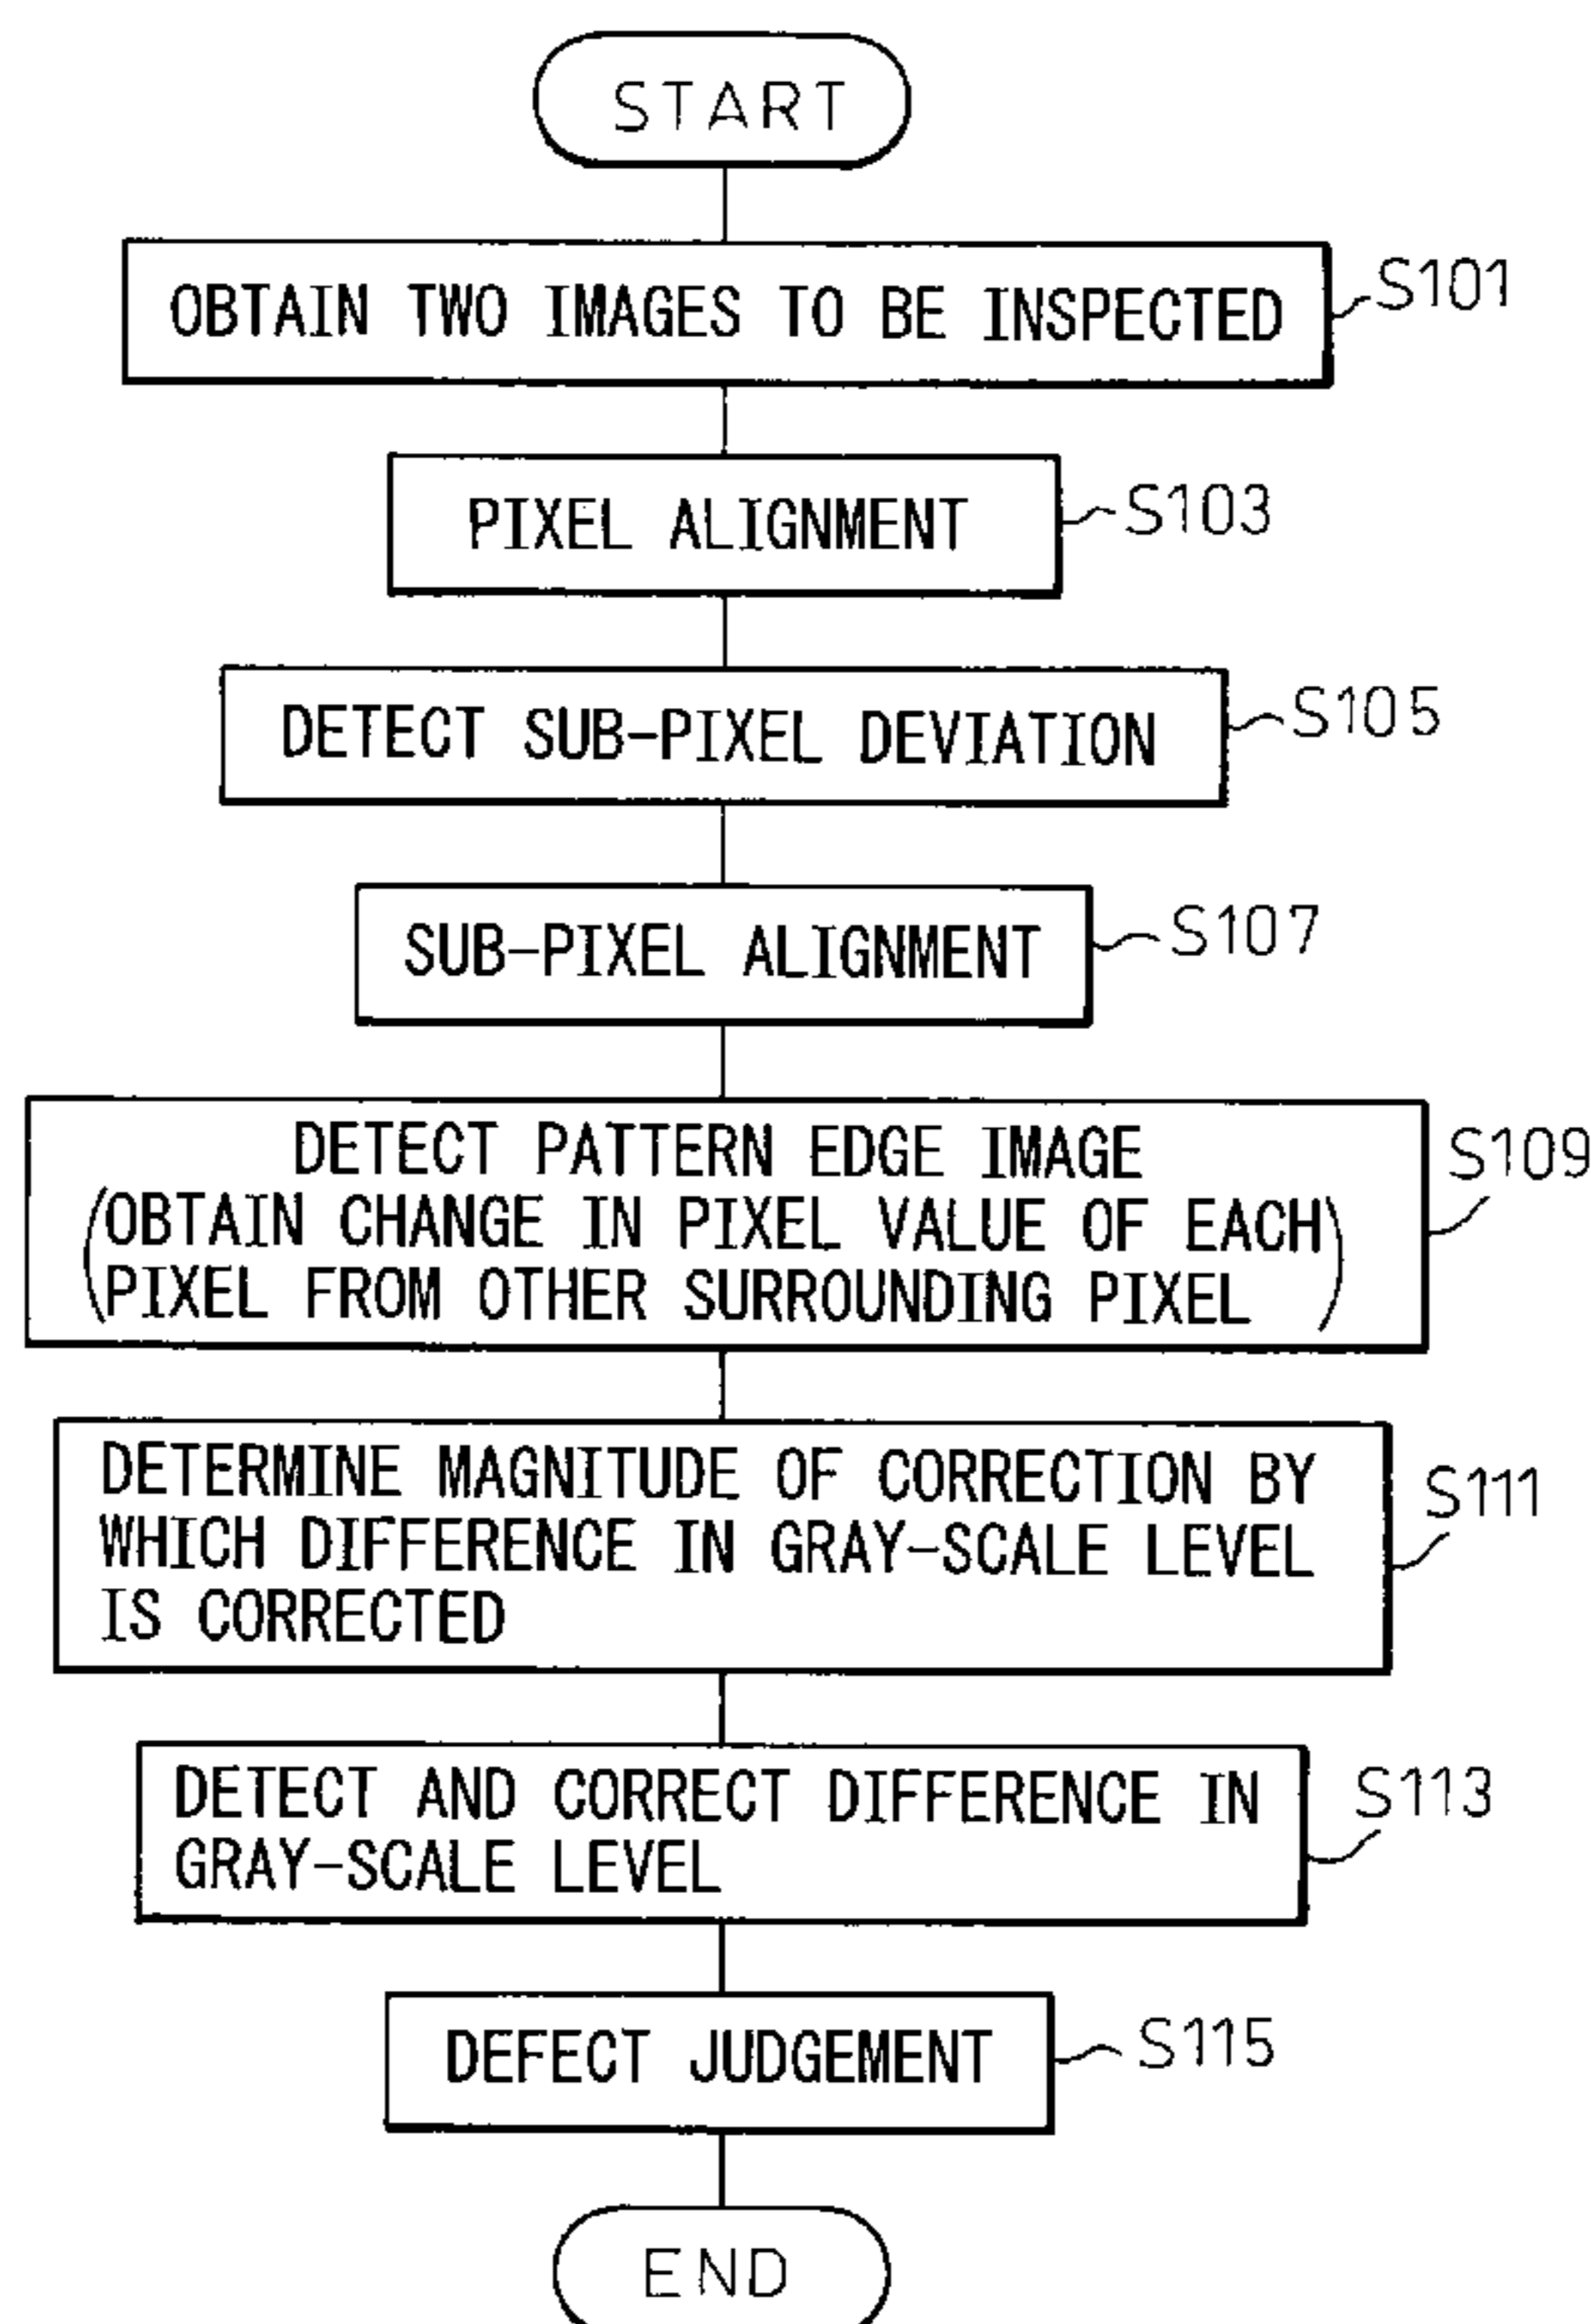 START
OBTAIN TWO IMAGES TO BE INSPECTED
S101
PIXEL ALIGNMENT
S103
DETECT SUB-PIXEL DEVIATION
S105
SUB-PIXEL ALIGNMENT
S107
DETECT PATTERN EDGE IMAGE
(OBTAIN CHANGE IN PIXEL VALUE OF EACH
PIXEL FROM OTHER SURROUNDING PIXEL)
S109
DETERMINE MAGNITUDE OF CORRECTION BY
WHICH DIFFERENCE IN GRAY-SCALE LEVEL
IS CORRECTED
S111
DETECT AND CORRECT DIFFERENCE IN
GRAY-SCALE LEVEL
S113
DEFECT JUDGEMENT
S115
END